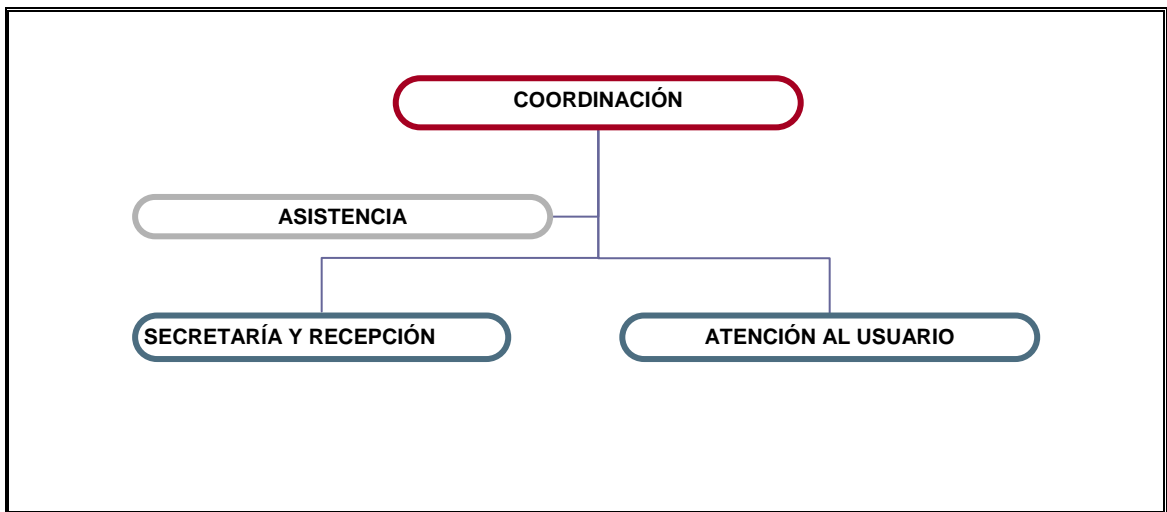 COORDINACIÓN
ASISTENCIA
SECRETARÍA Y RECEPCIÓN
ATENCIÓN AL USUARIO